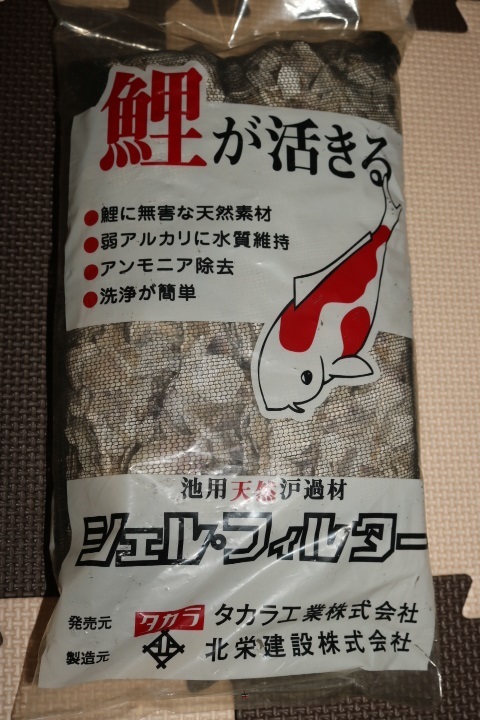 鯉が活きる
●鯉に無害な天然素材
●弱アルカリに水質維持
●アンモニア除去
●洗浄が簡単
池用天然沪過材
シェル・フィルター
発売元 タカラ タカラ工業株式会社
製造元 北栄建設株式会社